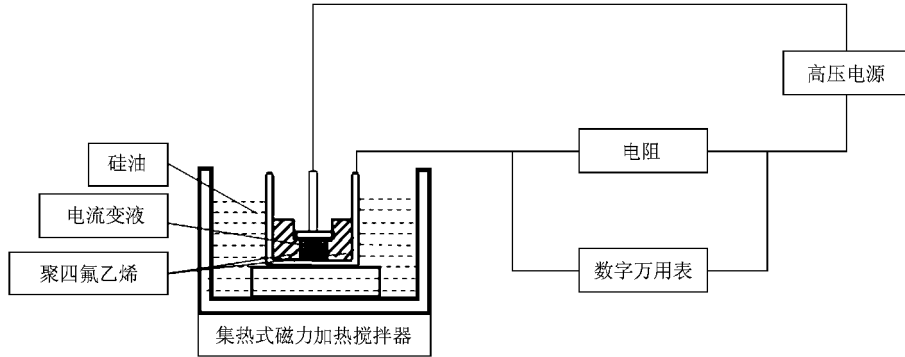 高压电源
电阻
硅油
电流变液
聚四氟乙烯
数字万用表
集热式磁力加热搅拌器